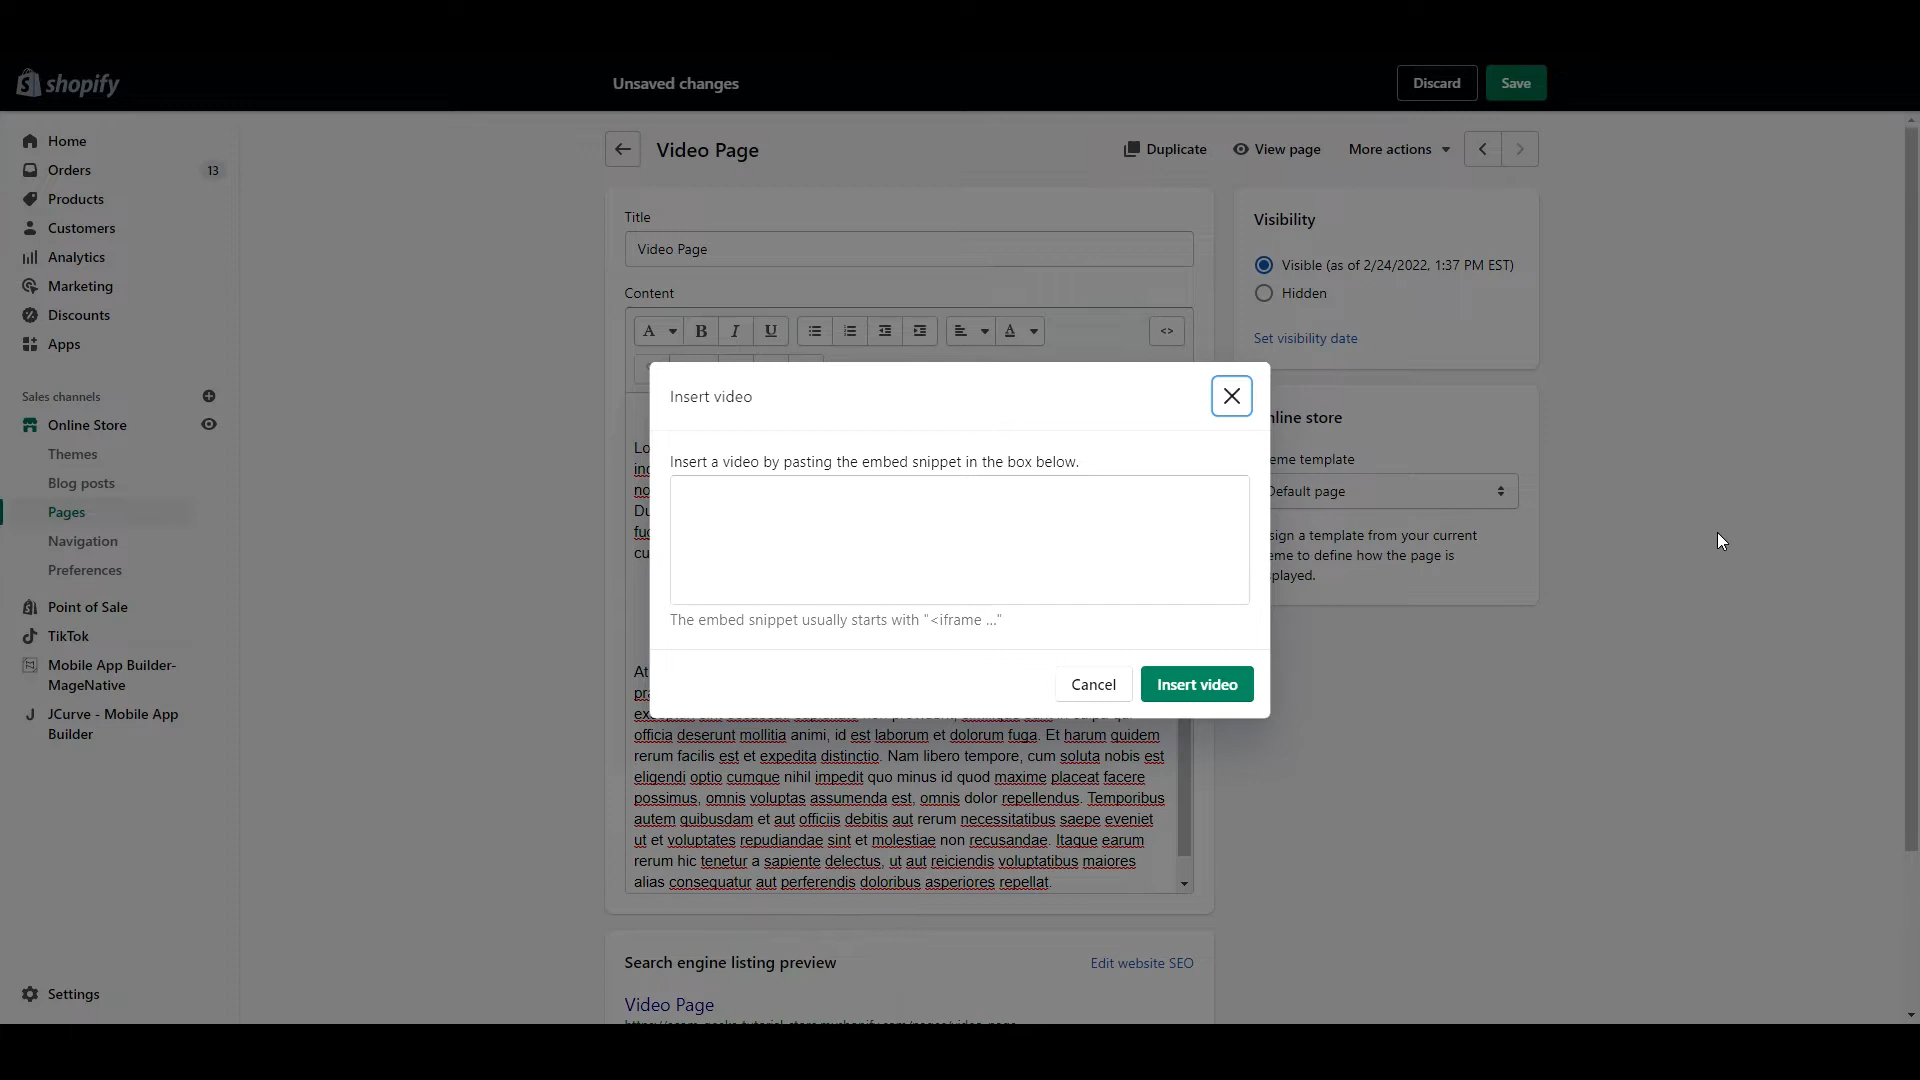 shopify
Unsaved changes
Discard
Save
Home
Orders
13
Products
Customers
Analytics
Marketing
Discounts
Apps
Sales channels
Online Store
Themes
Blog posts
Pages
Navigation
Preferences
Point of Sale
TikTok
Mobile App Builder-
MageNative
JCurve - Mobile App
Builder
Settings
Video Page
Duplicate
View page
More actions
Title
Video Page
Content
A
B
I
U
A
<>
Insert video
Insert a video by pasting the embed snippet in the box below.
The embed snippet usually starts with "<iframe ..."
Cancel
Insert video
officia deserunt mollitia animi, id est laborum et dolorum fuga. Et harum quidem
rerum facilis est et expedita distinctio. Nam libero tempore, cum soluta nobis est
eligendi optio cumque nihil impedit quo minus id quod maxime placeat facere
possimus, omnis voluptas assumenda est, omnis dolor repellendus. Temporibus
autem quibusdam et aut officiis debitis aut rerum necessitatibus saepe eveniet
ut et voluptates repudiandae sint et molestiae non recusandae. Itaque earum
rerum hic tenetur a sapiente delectus, ut aut reiciendis voluptatibus maiores
alias consequatur aut perferendis doloribus asperiores repellat.
Visibility
Visible (as of 2/24/2022, 1:37 PM EST)
Hidden
Set visibility date
store
template
Default page
a template from your current
to define how the page is
Search engine listing preview
Edit website SEO
Video Page